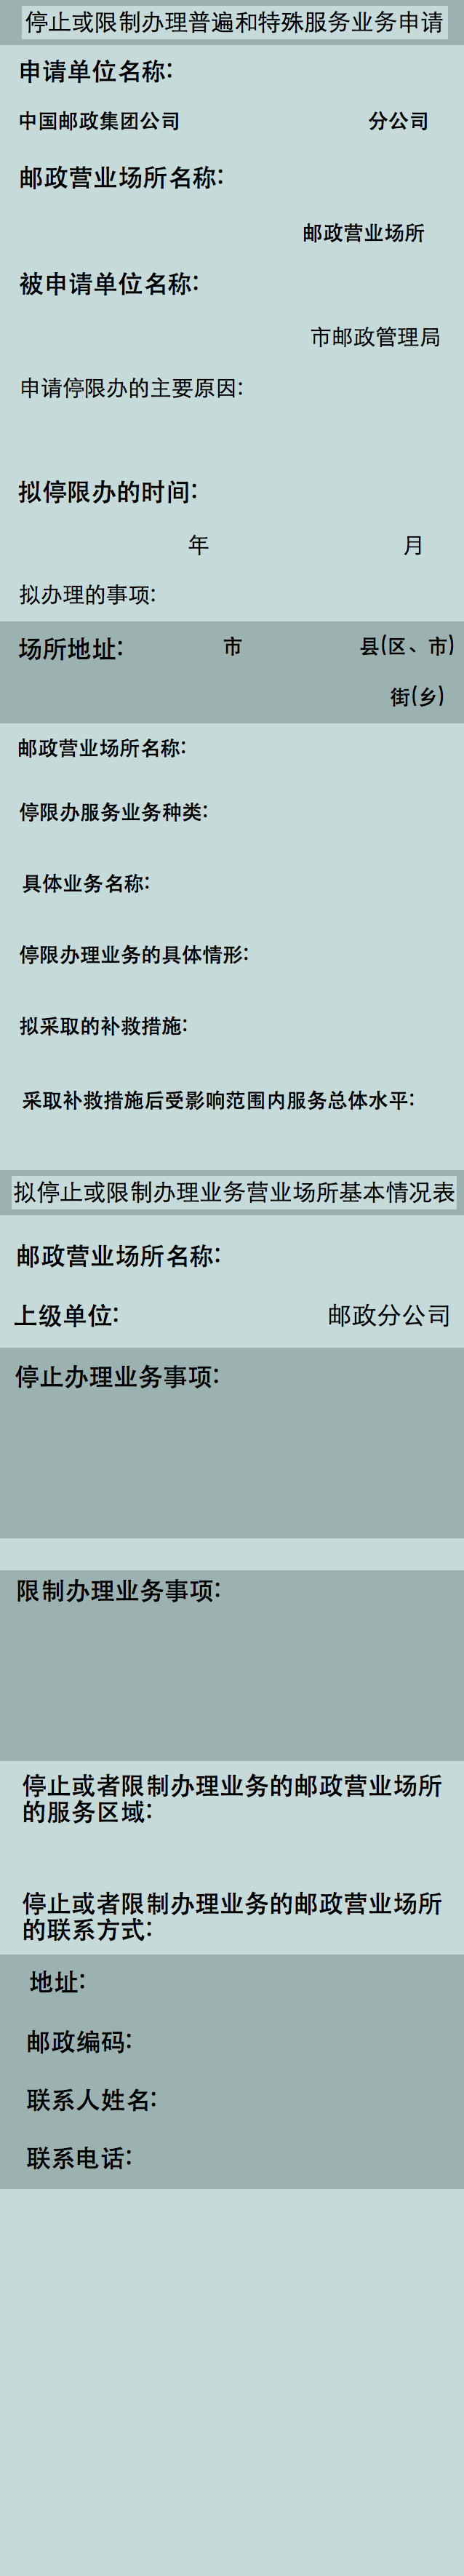 停止或限制办理普遍和特殊服务业务申请
申请单位名称:
中国邮政集团公司 分公司
邮政营业场所名称:
邮政营业场所
被申请单位名称:
市邮政管理局
申请停限办的主要原因:
拟停限办的时间:
年 月
拟办理的事项:
场所地址: 市 县(区、市)
街(乡)
邮政营业场所名称:
停限办服务业务种类:
具体业务名称:
停限办理业务的具体情形:
拟采取的补救措施:
采取补救措施后受影响范围内服务总体水平:
拟停止或限制办理业务营业场所基本情况表
邮政营业场所名称:
上级单位: 邮政分公司
停止办理业务事项:
限制办理业务事项:
停止或者限制办理业务的邮政营业场所
的服务区域:
停止或者限制办理业务的邮政营业场所
的联系方式:
地址:
邮政编码:
联系人姓名:
联系电话: